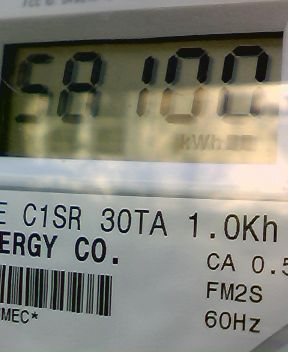 58100
kWh
E C1SR 30TA 1.0Kh
ERGY CO.
CA 0.5
FM2S
MEC*
60Hz